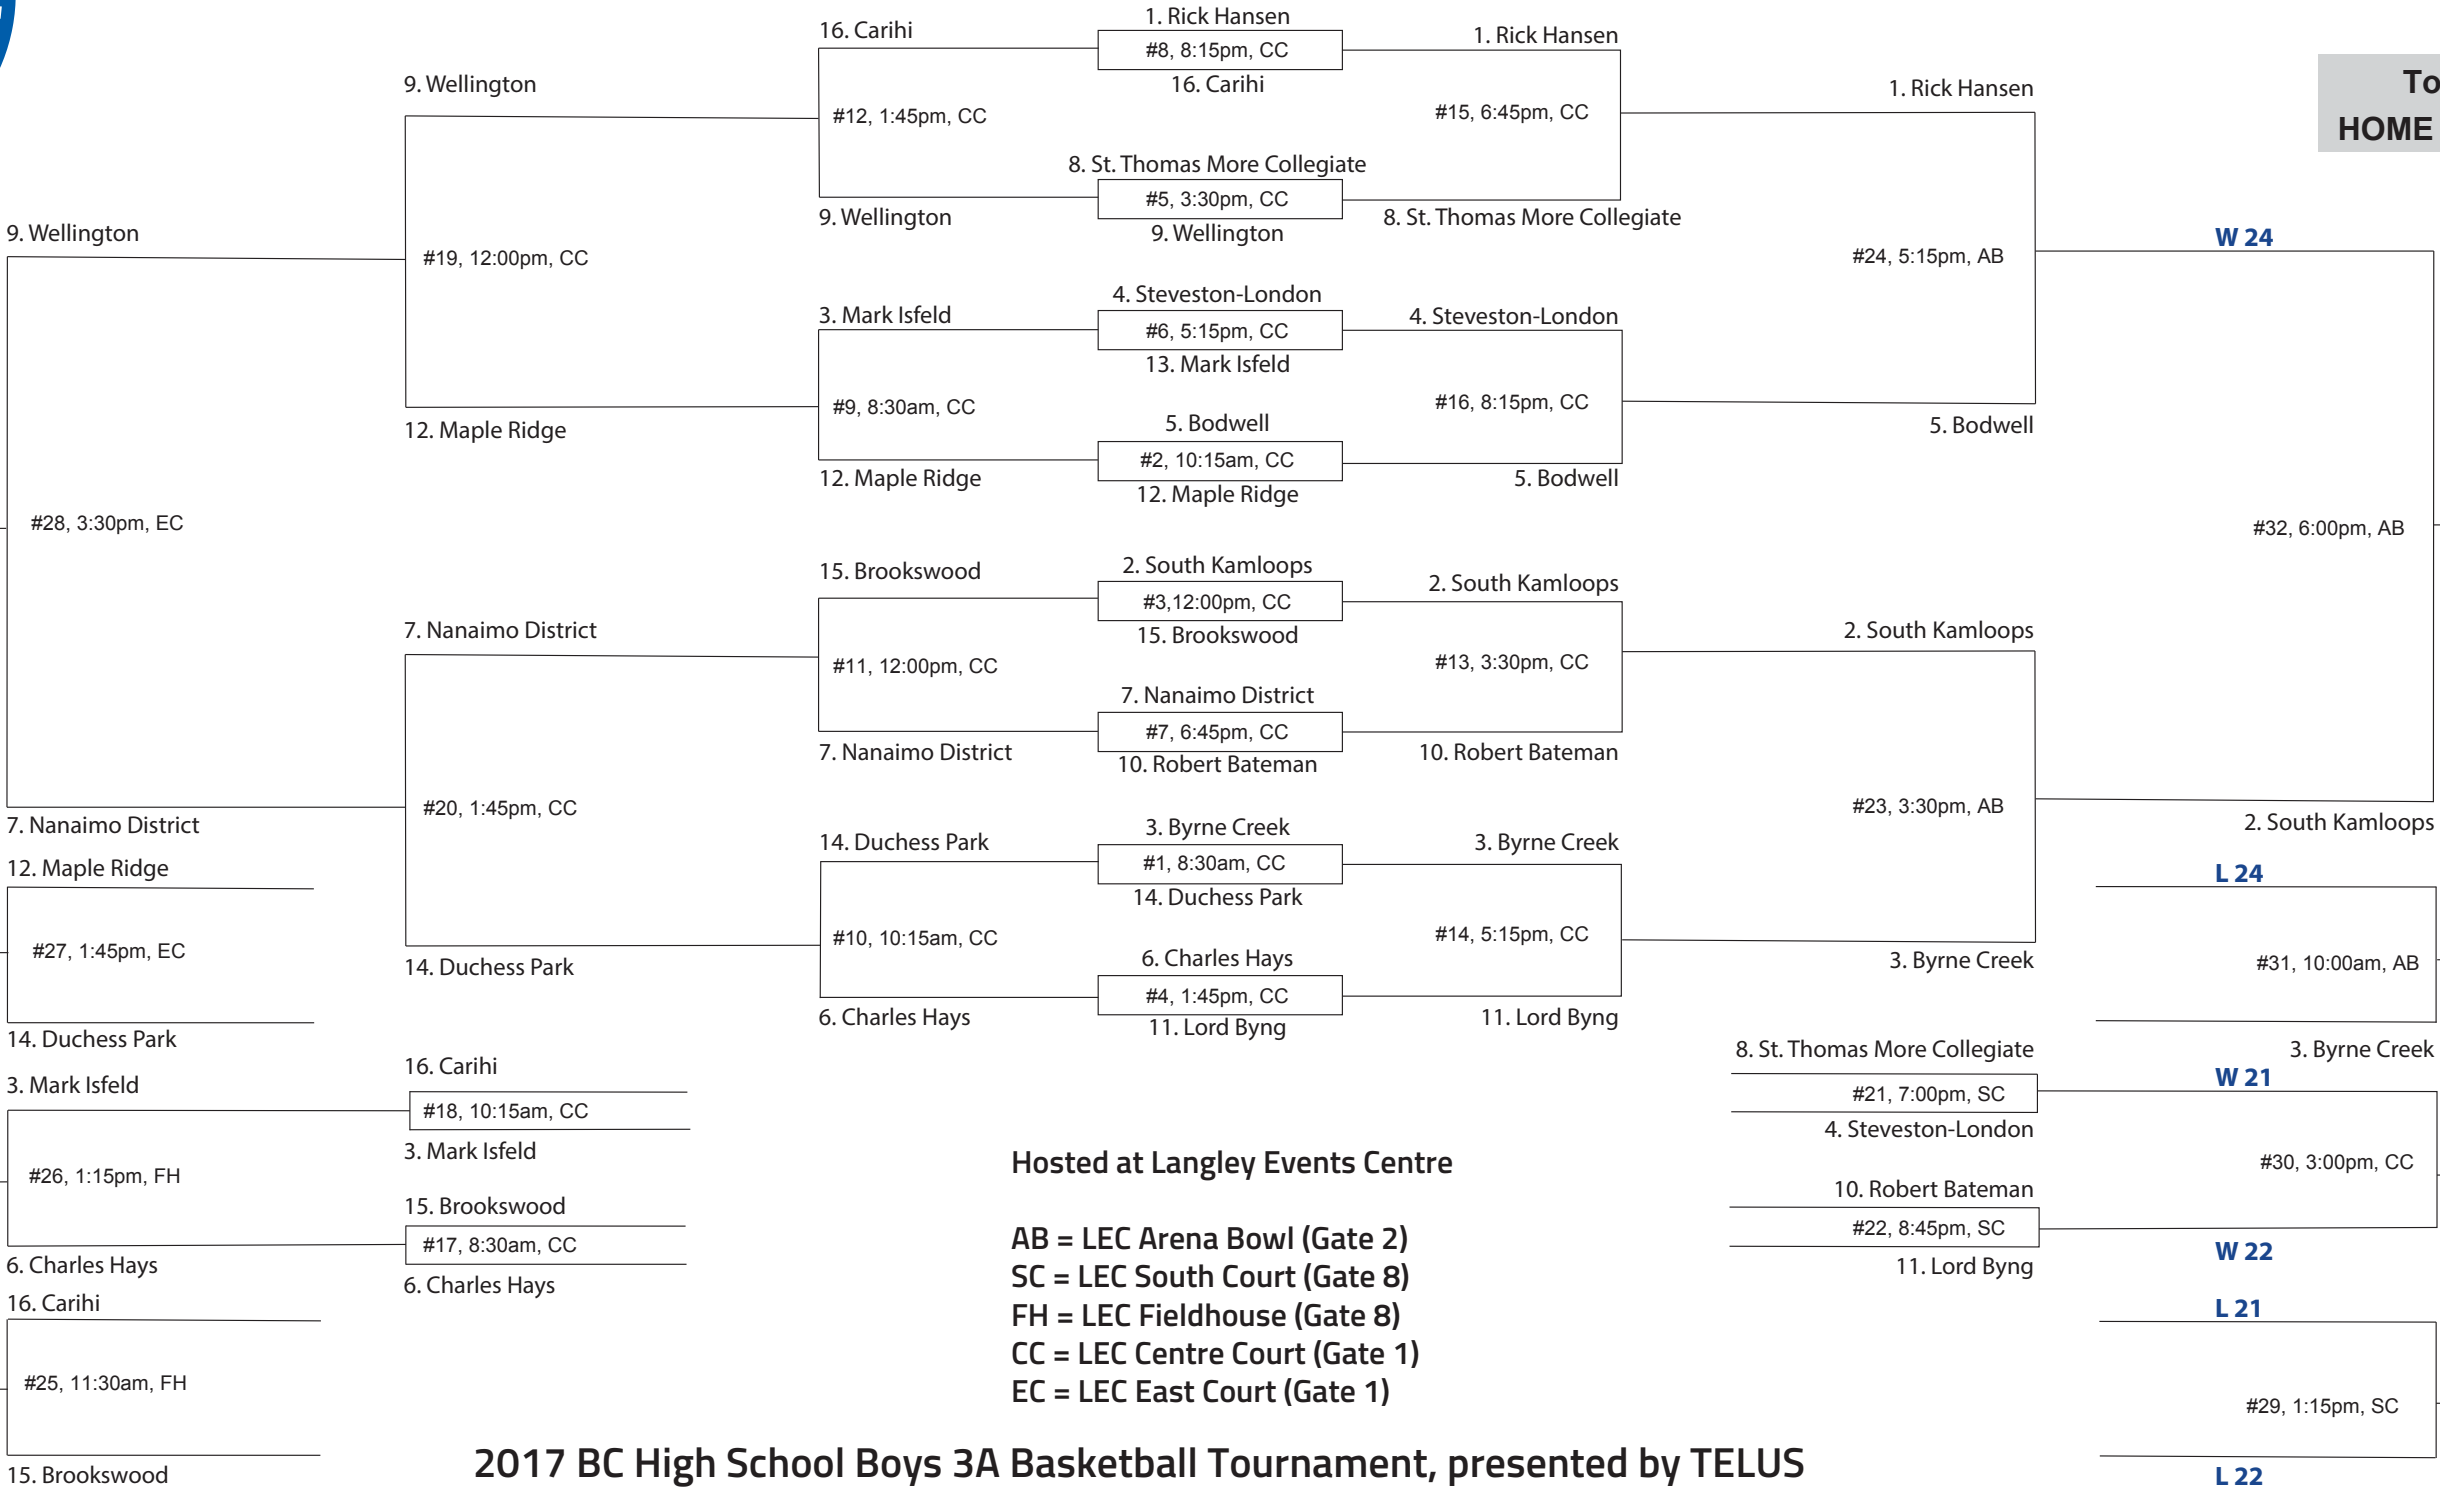 1. Rick Hansen
16. Carihi
#8, 8:15pm, CC
1. Rick Hansen
9. Wellington
16. Carihi
1. Rick Hansen
To
HOME
#12, 1:45pm, CC
#15, 6:45pm, CC
8. St. Thomas More Collegiate
#5, 3:30pm, CC
9. Wellington
9. Wellington
8. St. Thomas More Collegiate
9. Wellington
W 24
#19, 12:00pm, CC
#24, 5:15pm, AB
4. Steveston-London
3. Mark Isfeld
#6, 5:15pm, CC
4. Steveston-London
13. Mark Isfeld
#9, 8:30am, CC
#16, 8:15pm, CC
5. Bodwell
12. Maple Ridge
5. Bodwell
#2, 10:15am, CC
12. Maple Ridge
5. Bodwell
12. Maple Ridge
#28, 3:30pm, EC
#32, 6:00pm, AB
2. South Kamloops
15. Brookswood
#3,12:00pm, CC
2. South Kamloops
15. Brookswood
7. Nanaimo District
2. South Kamloops
#11, 12:00pm, CC
#13, 3:30pm, CC
7. Nanaimo District
#7, 6:45pm, CC
7. Nanaimo District
10. Robert Bateman
10. Robert Bateman
#20, 1:45pm, CC
#23, 3:30pm, AB
7. Nanaimo District
3. Byrne Creek
2. South Kamloops
14. Duchess Park
3. Byrne Creek
12. Maple Ridge
#1, 8:30am, CC
L 24
14. Duchess Park
#10, 10:15am, CC
#14, 5:15pm, CC
#27, 1:45pm, EC
6. Charles Hays
14. Duchess Park
3. Byrne Creek
#31, 10:00am, AB
#4, 1:45pm, CC
6. Charles Hays
11. Lord Byng
11. Lord Byng
14. Duchess Park
8. St. Thomas More Collegiate
3. Byrne Creek
16. Carihi
3. Mark Isfeld
W 21
#18, 10:15am, CC
#21, 7:00pm, SC
3. Mark Isfeld
4. Steveston-London
#26, 1:15pm, FH
Hosted at Langley Events Centre
#30, 3:00pm, CC
15. Brookswood
10. Robert Bateman
#17, 8:30am, CC
#22, 8:45pm, SC
6. Charles Hays
6. Charles Hays
W 22
11. Lord Byng
AB = LEC Arena Bowl (Gate 2)
SC = LEC South Court (Gate 8)
FH = LEC Fieldhouse (Gate 8)
CC = LEC Centre Court (Gate 1)
EC = LEC East Court (Gate 1)
16. Carihi
L 21
#25, 11:30am, FH
#29, 1:15pm, SC
15. Brookswood
L 22
2017 BC High School Boys 3A Basketball Tournament, presented by TELUS